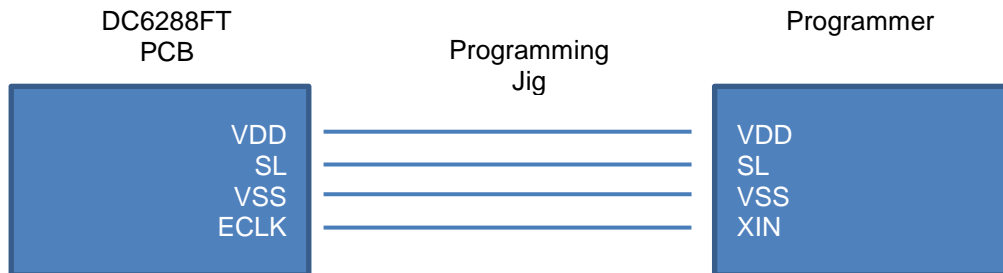 DC6288FT
PCB
Programming
Jig
Programmer
VDD
SL
VSS
ECLK
VDD
SL
VSS
XIN